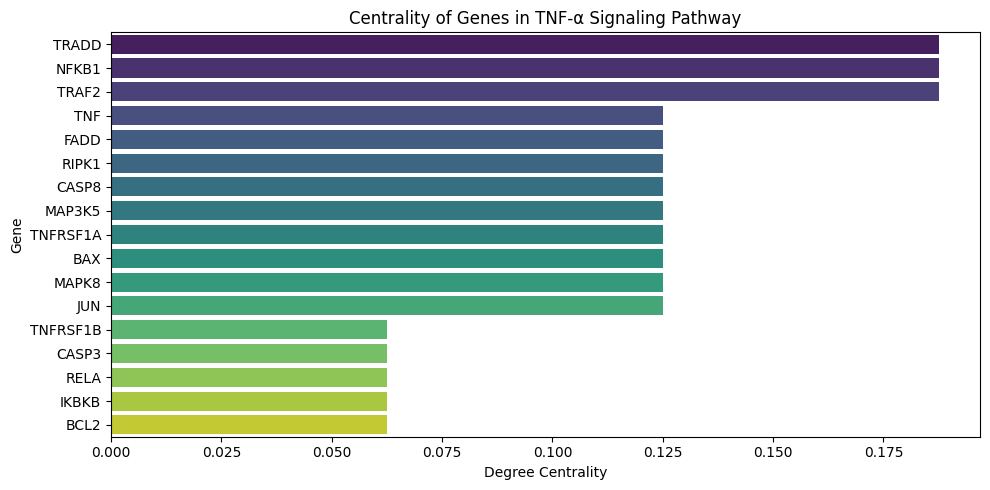 Centrality of Genes in TNF-α Signaling Pathway
TRADD
NFKB1
TRAF2
TNF
FADD
RIPK1
CASP8
MAP3K5
TNFRSF1A
BAX
MAPK8
JUN
TNFRSF1B
CASP3
RELA
IKBKB
BCL2
Gene
0.000 0.025 0.050 0.075 0.100 0.125 0.150 0.175
Degree Centrality